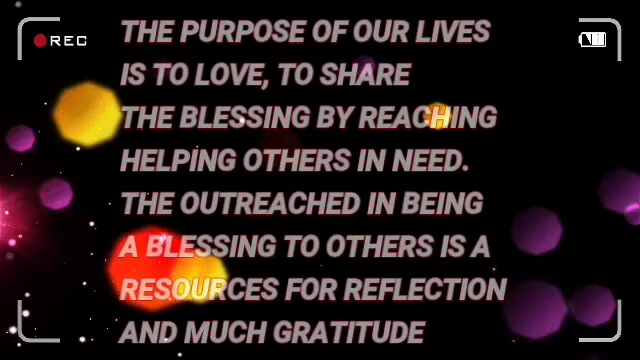 REC
THE PURPOSE OF OUR LIVES
IS TO LOVE, TO SHARE
THE BLESSING BY REACHING
HELPING OTHERS IN NEED.
THE OUTREACHED IN BEING
A BLESSING TO OTHERS IS A
RESOURCES FOR REFLECTION
AND MUCH GRATITUDE